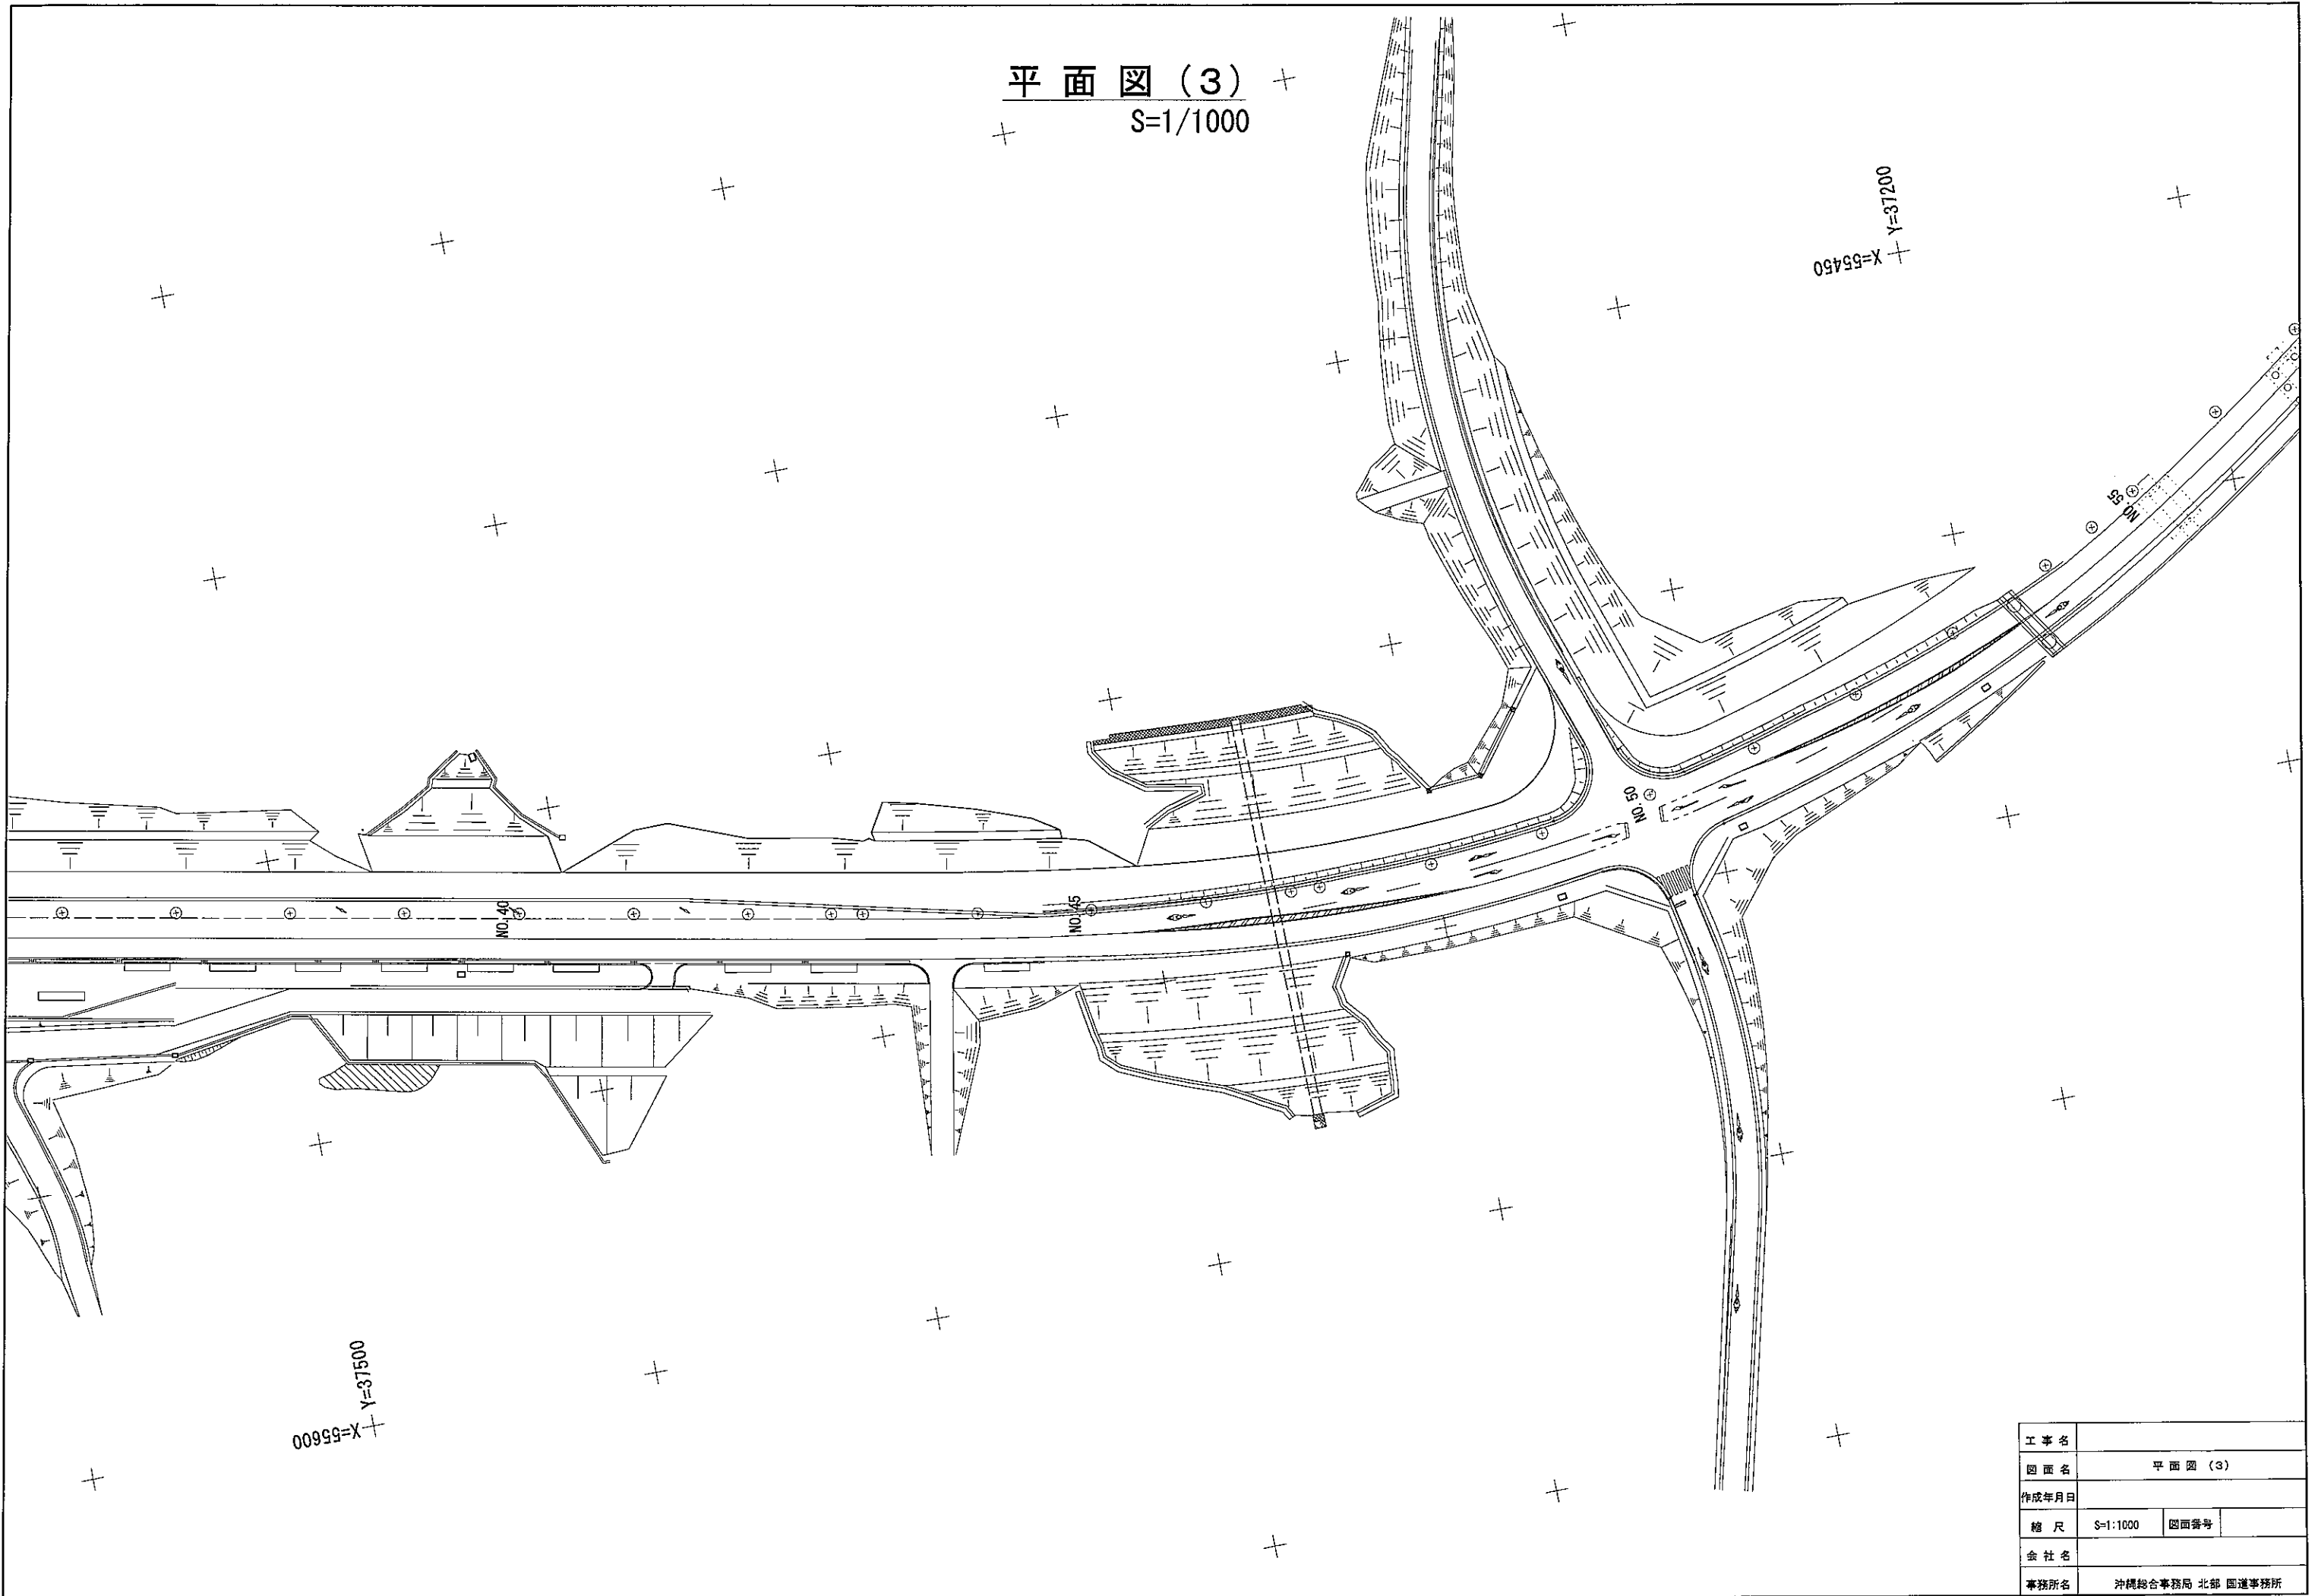 平面図(3)
S=1/1000
X=55450 Y=37200
NO.55
NO.50
NO.45
NO.40
X=55600 Y=37500
工事名
図面名 平面図(3)
作成年月日
縮尺 S=1:1000 図面番号
会社名
事務所名 沖縄総合事務局 北部 国道事務所